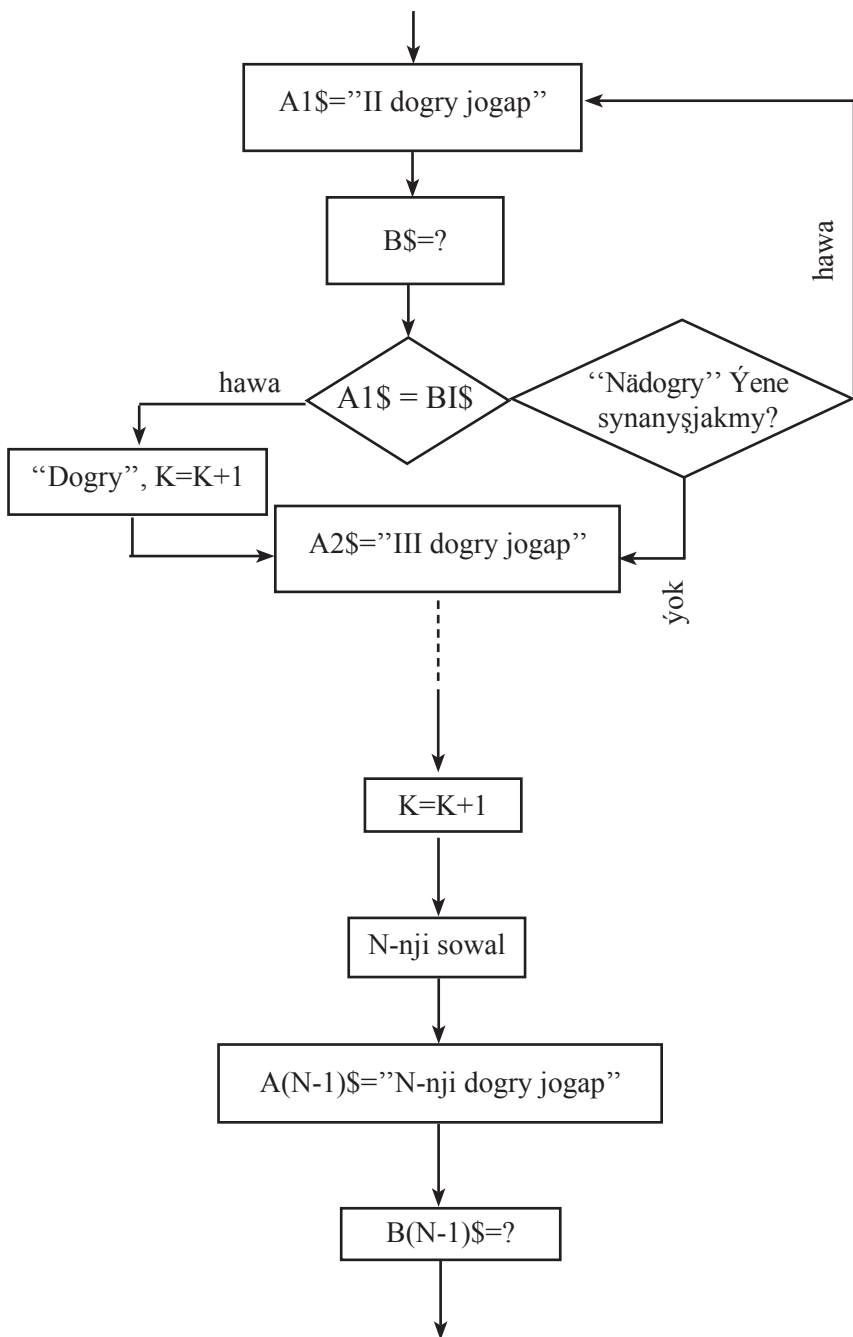 A1$=’’II dogry jogap’’
B$=?
hawa
hawa
A1$ = BI$
‘‘Nädogry’’ Ýene
synanyşjakmy?
‘‘Dogry’’, K=K+1
A2$=’’III dogry jogap’’
ýok
K=K+1
N-nji sowal
A(N-1)$=’’N-nji dogry jogap’’
B(N-1)$=?